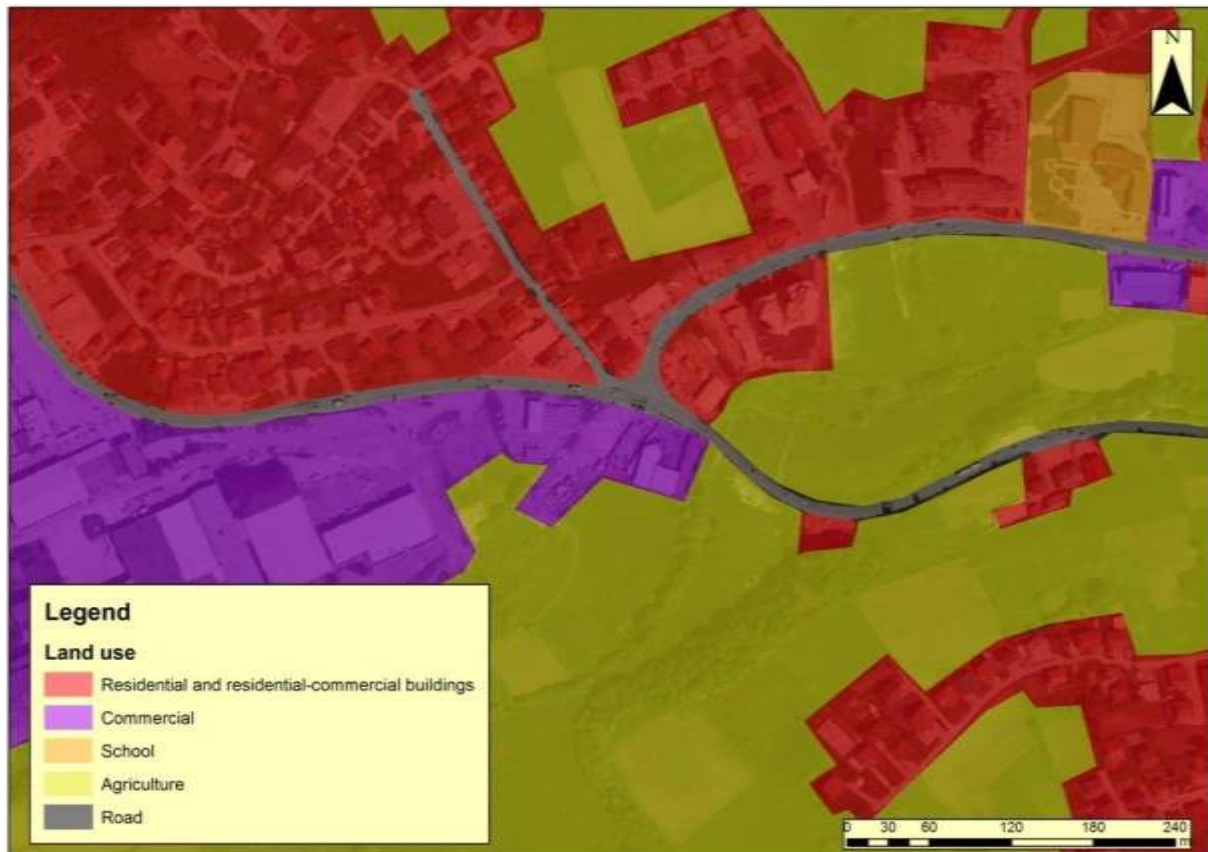 N
Legend
Land use
Residential and residential-commercial buildings
Commercial
School
Agriculture
Road
0 30 60 120 180 240
m